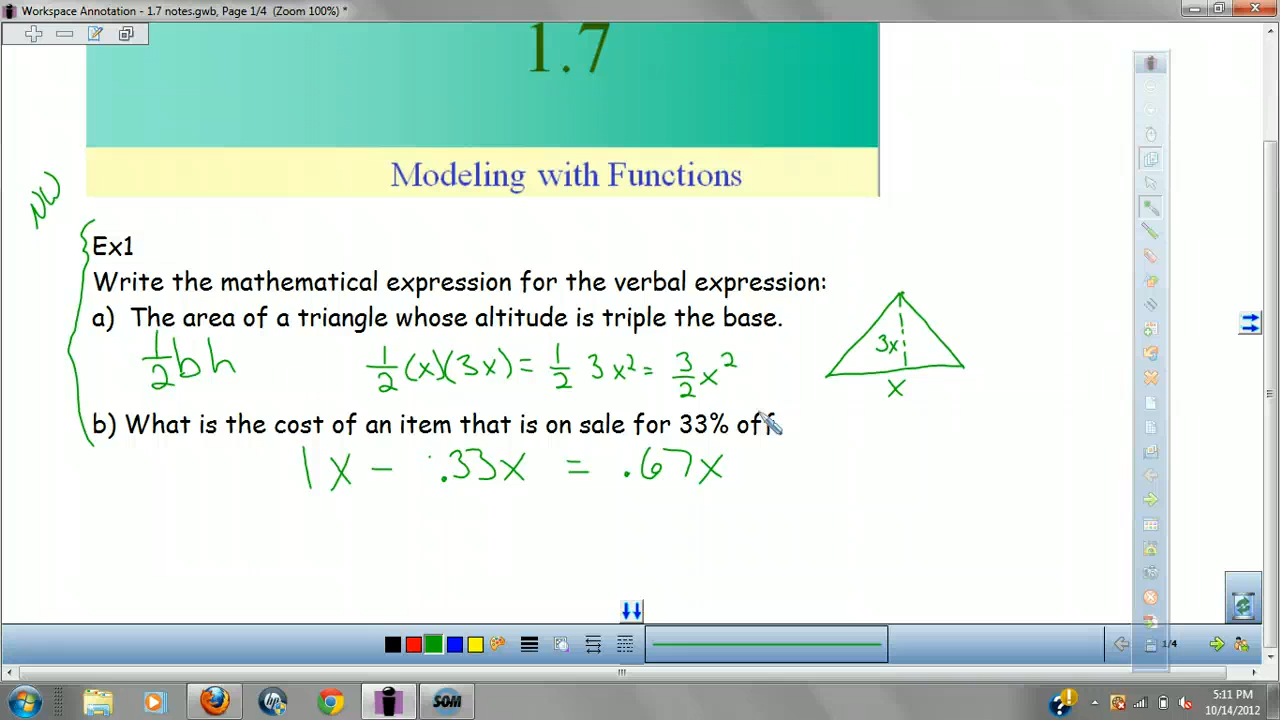 Workspace Annotation - 1.7 notes.gwb, Page 1/4 (Zoom 100%) *
1.7
Modeling with Functions
NW
Ex1
Write the mathematical expression for the verbal expression:
a) The area of a triangle whose altitude is triple the base.
1/2 bh
1/2 (x)(3x) = 1/2 3x² = 3/2 x²
3x
x
b) What is the cost of an item that is on sale for 33% off
1x - .33x = .67x
1/4
hp
SOM
5:11 PM
10/14/2012